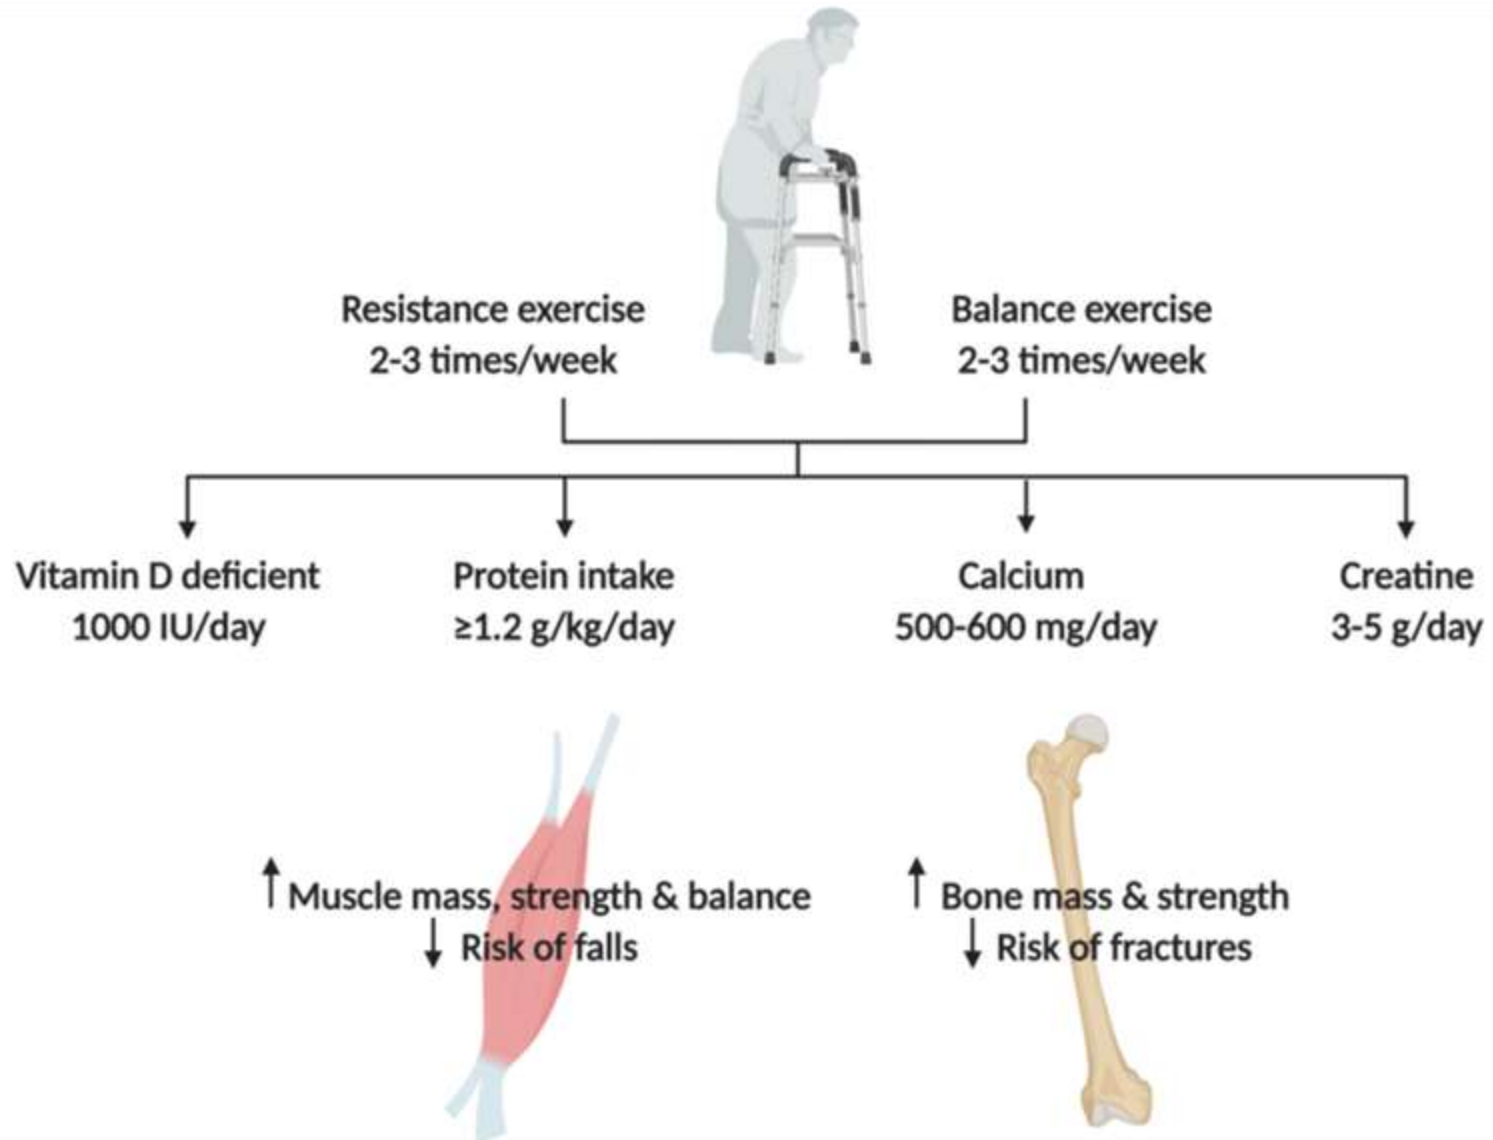 Resistance exercise
2-3 times/week
Balance exercise
2-3 times/week
Vitamin D deficient
1000 IU/day
Protein intake
≥1.2 g/kg/day
Calcium
500-600 mg/day
Creatine
3-5 g/day
↑ Muscle mass, strength & balance
↓ Risk of falls
↑ Bone mass & strength
↓ Risk of fractures